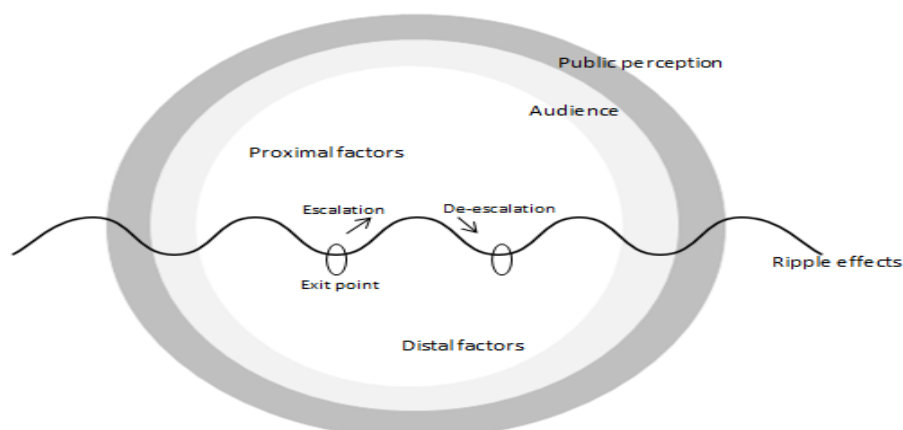 Public perception
Audience
Proximal factors
Escalation
De-escalation
Ripple effects
Exit point
Distal factors